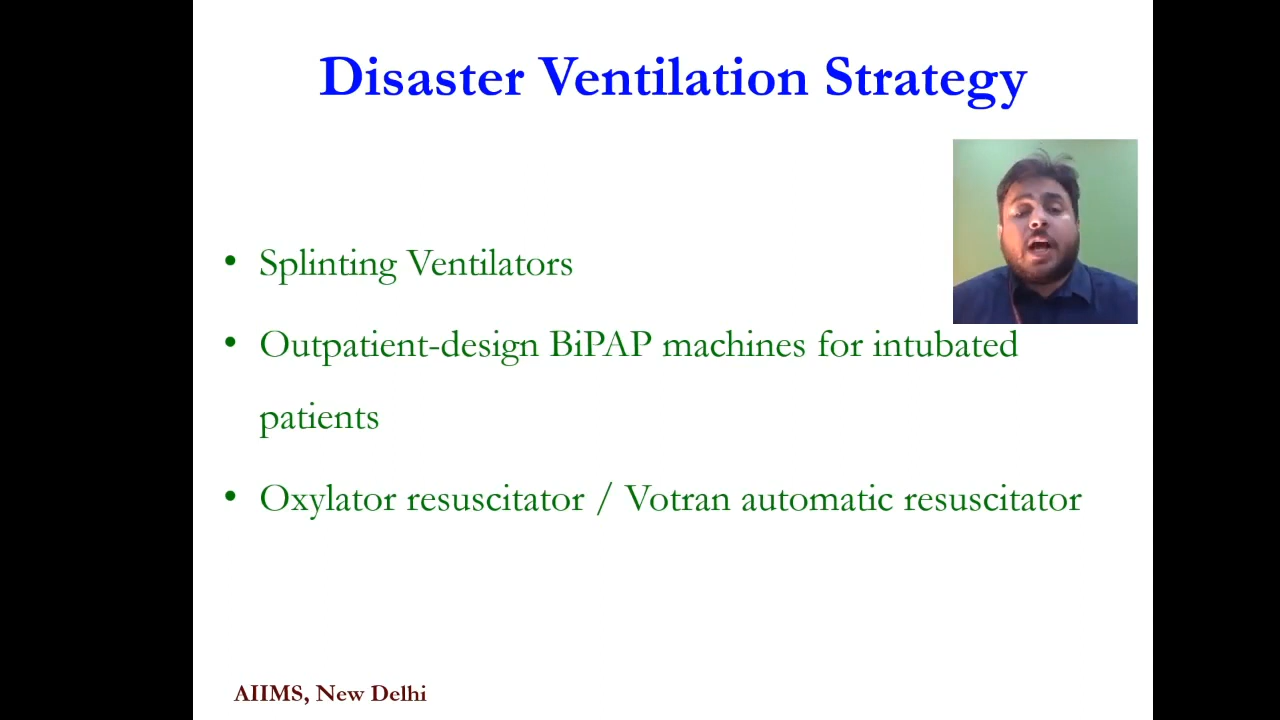 Disaster Ventilation Strategy
• Splinting Ventilators
• Outpatient-design BiPAP machines for intubated
patients
• Oxylator resuscitator / Votran automatic resuscitator
AIIMS, New Delhi